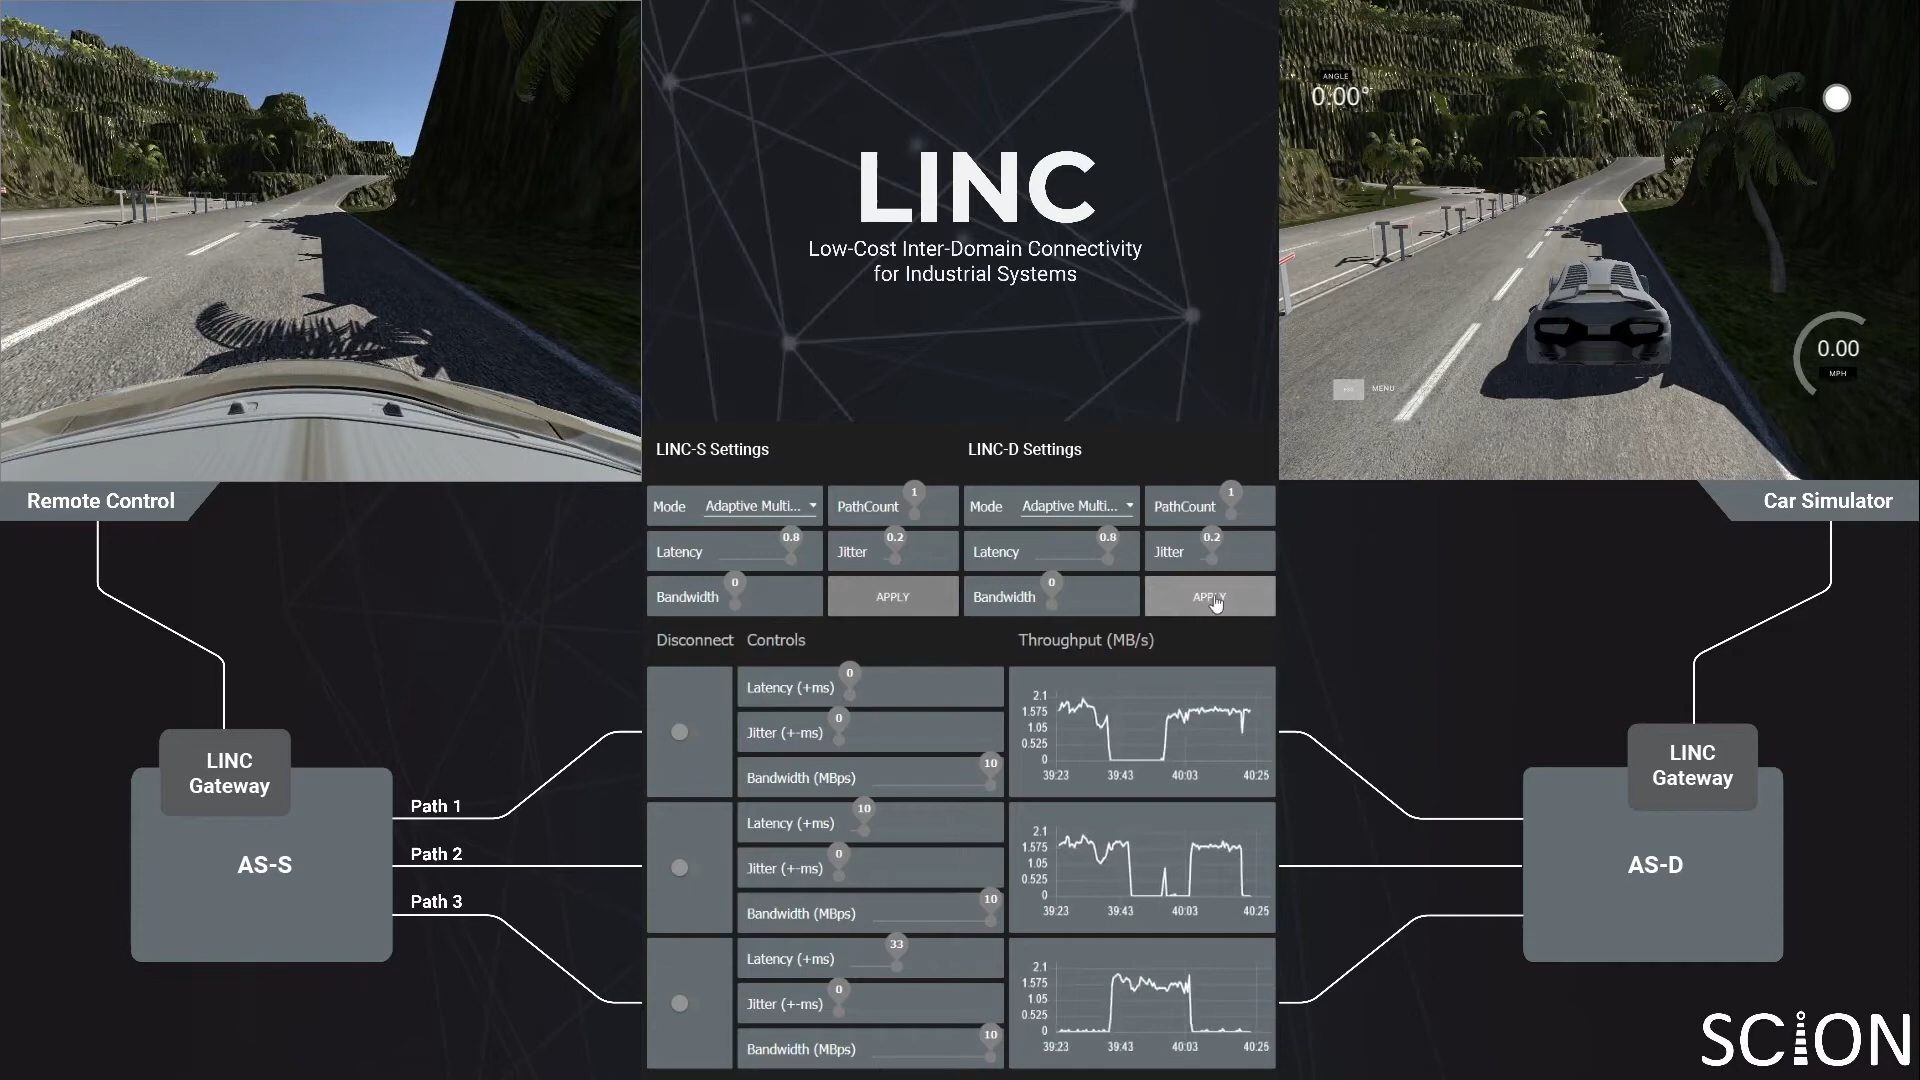 LINC
Low-Cost Inter-Domain Connectivity
for Industrial Systems
ANGLE
0.00°
0.00
MPH
MENU
Remote Control
Car Simulator
LINC-S Settings
LINC-D Settings
Mode Adaptive Multi... PathCount 1
Mode Adaptive Multi... PathCount 1
Latency 0.8 Jitter 0.2
Latency 0.8 Jitter 0.2
Bandwidth 0 APPLY
Bandwidth 0 APPLY
Disconnect Controls Throughput (MB/s)
Latency (+ms) 0
Jitter (+-ms) 0
Bandwidth (MBps) 10
2.1
1.575
1.05
0.525
0
39:23 39:43 40:03 40:25
Latency (+ms) 10
Jitter (+-ms) 0
Bandwidth (MBps) 10
2.1
1.575
1.05
0.525
0
39:23 39:43 40:03 40:25
Latency (+ms) 33
Jitter (+-ms) 0
Bandwidth (MBps) 10
2.1
1.575
1.05
0.525
0
39:23 39:43 40:03 40:25
LINC
Gateway
AS-S
Path 1
Path 2
Path 3
LINC
Gateway
AS-D
SCION